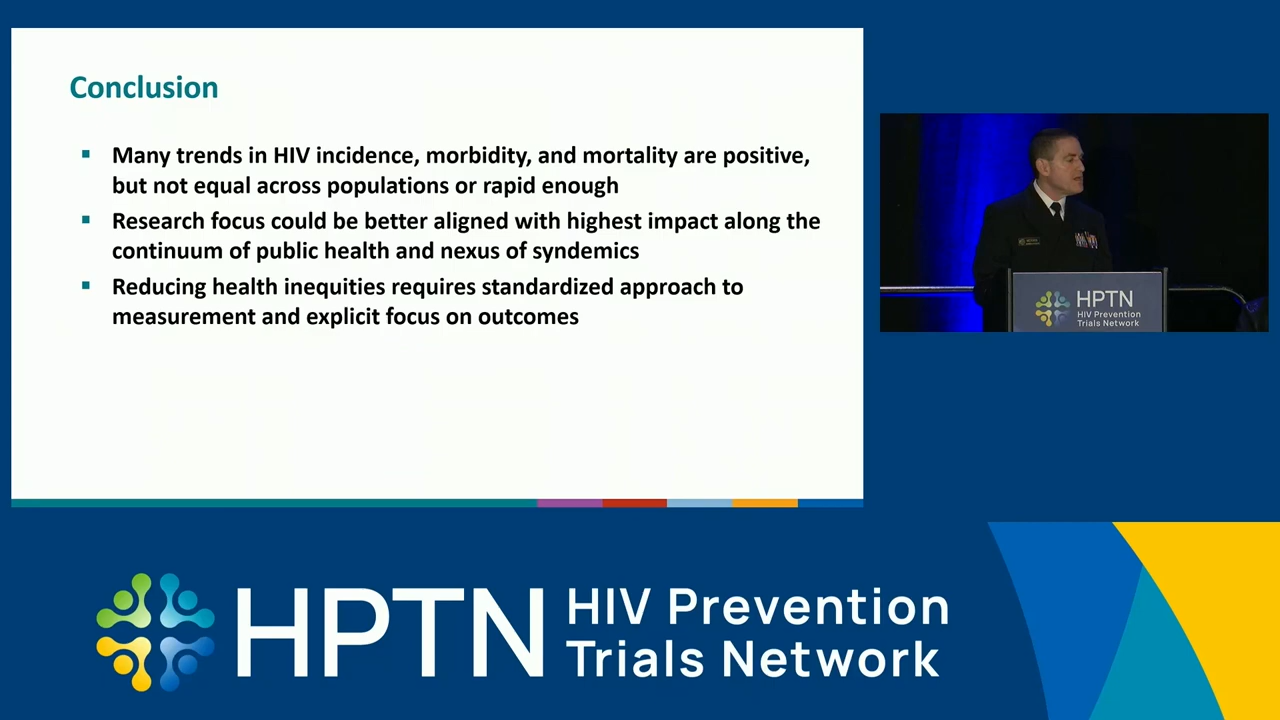 Conclusion
Many trends in HIV incidence, morbidity, and mortality are positive,
but not equal across populations or rapid enough
Research focus could be better aligned with highest impact along the
continuum of public health and nexus of syndemics
Reducing health inequities requires standardized approach to
measurement and explicit focus on outcomes
HPTN
HIV Prevention
Trials Network
HPTN
HIV Prevention
Trials Network